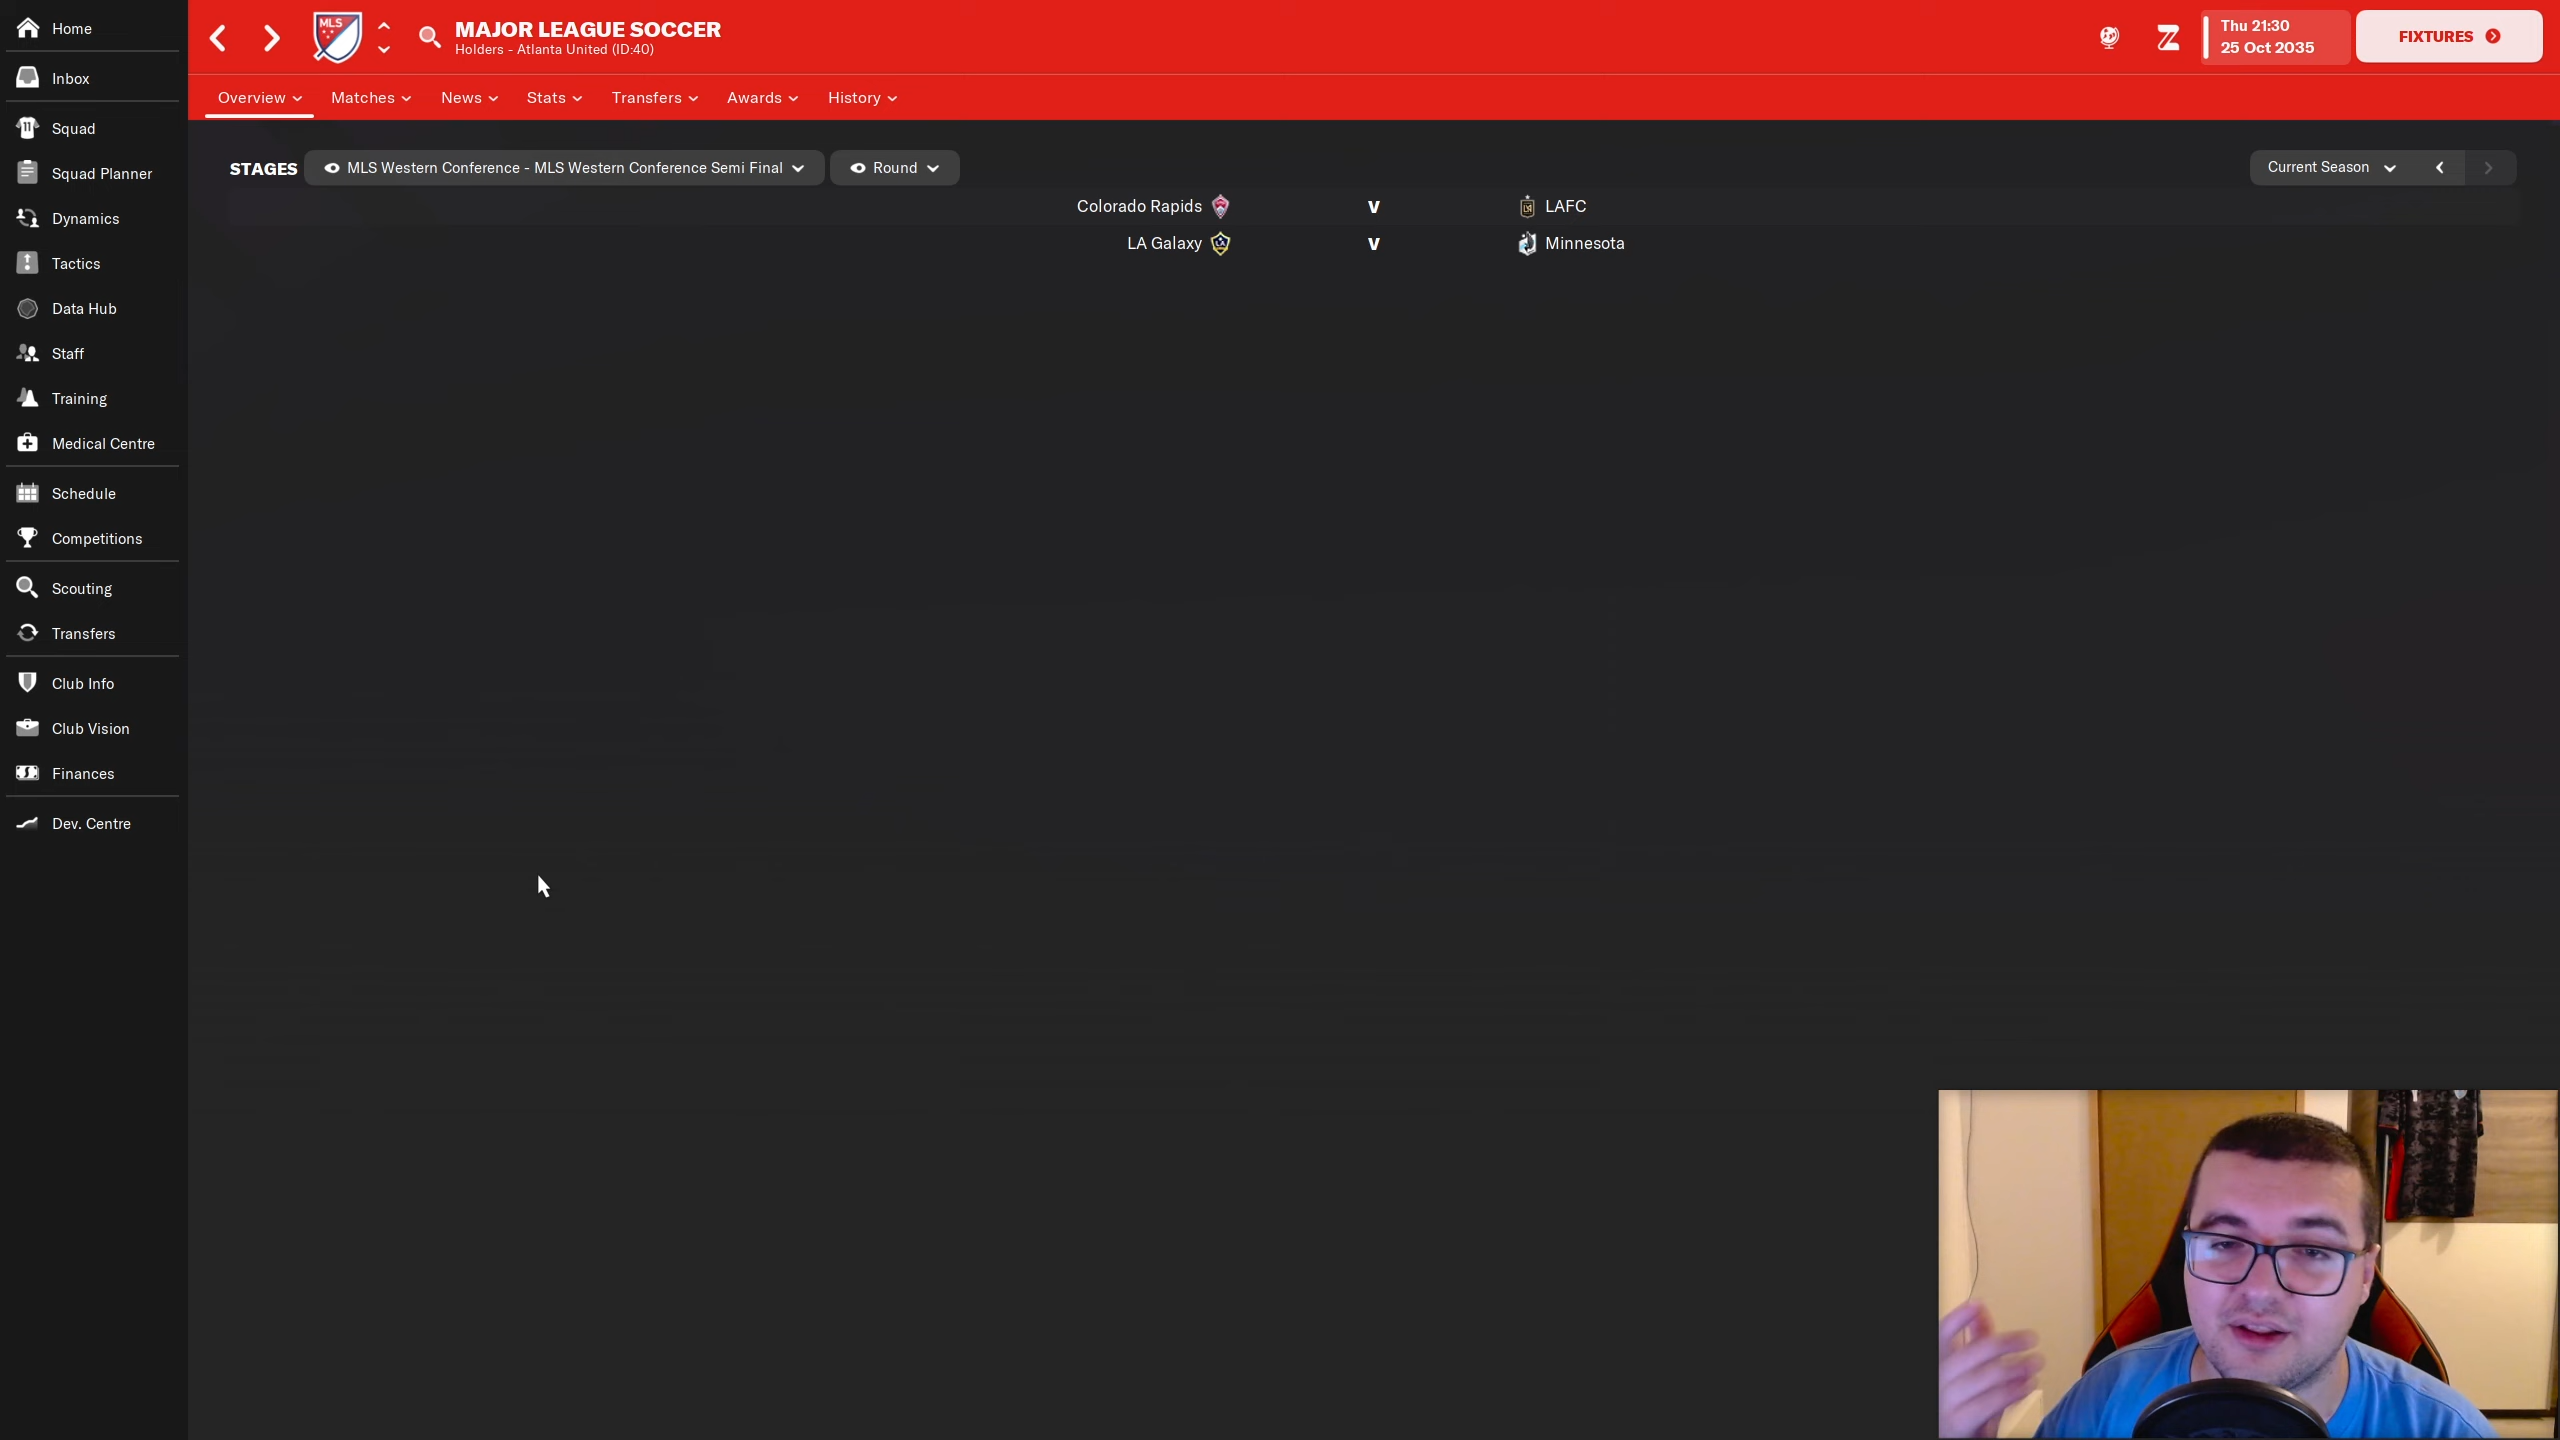 Home
Inbox
Squad
Squad Planner
Dynamics
Tactics
Data Hub
Staff
Training
Medical Centre
Schedule
Competitions
Scouting
Transfers
Club Info
Club Vision
Finances
Dev. Centre
MLS
MAJOR LEAGUE SOCCER
Holders - Atlanta United (ID:40)
Thu 21:30
25 Oct 2035
FIXTURES
Overview Matches News Stats Transfers Awards History
STAGES MLS Western Conference - MLS Western Conference Semi Final Round Current Season
Colorado Rapids v LAFC
LA Galaxy v Minnesota